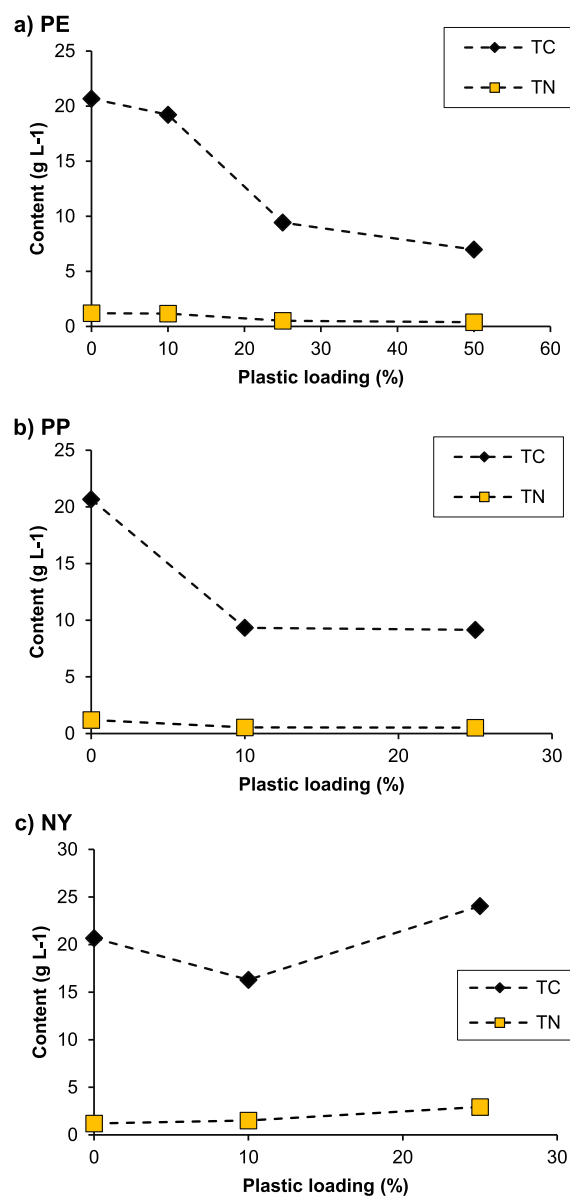 a) PE
25
20
15
10
5
0
Content (g L-1)
TC
TN
0 10 20 30 40 50 60
Plastic loading (%)
b) PP
25
20
15
10
5
0
Content (g L-1)
TC
TN
0 10 20 30
Plastic loading (%)
c) NY
30
25
20
15
10
5
0
Content (g L-1)
TC
TN
0 10 20 30
Plastic loading (%)